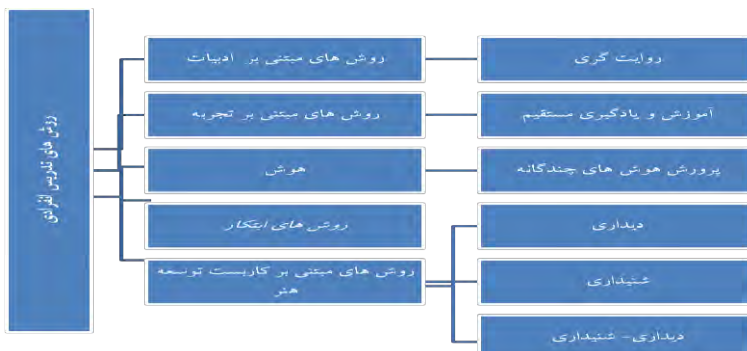 روش های تدریس انفرادی
روش های مبتنی بر ادبیات
روایت گری
روش های مبتنی بر تجربه
آموزش و یادگیری مستقیم
هوش
پرورش هوش های چندگانه
روش های ابتکار
روش های مبتنی بر کاربست توسعه
هنر
دیداری
شنیداری
دیداری- شنیداری